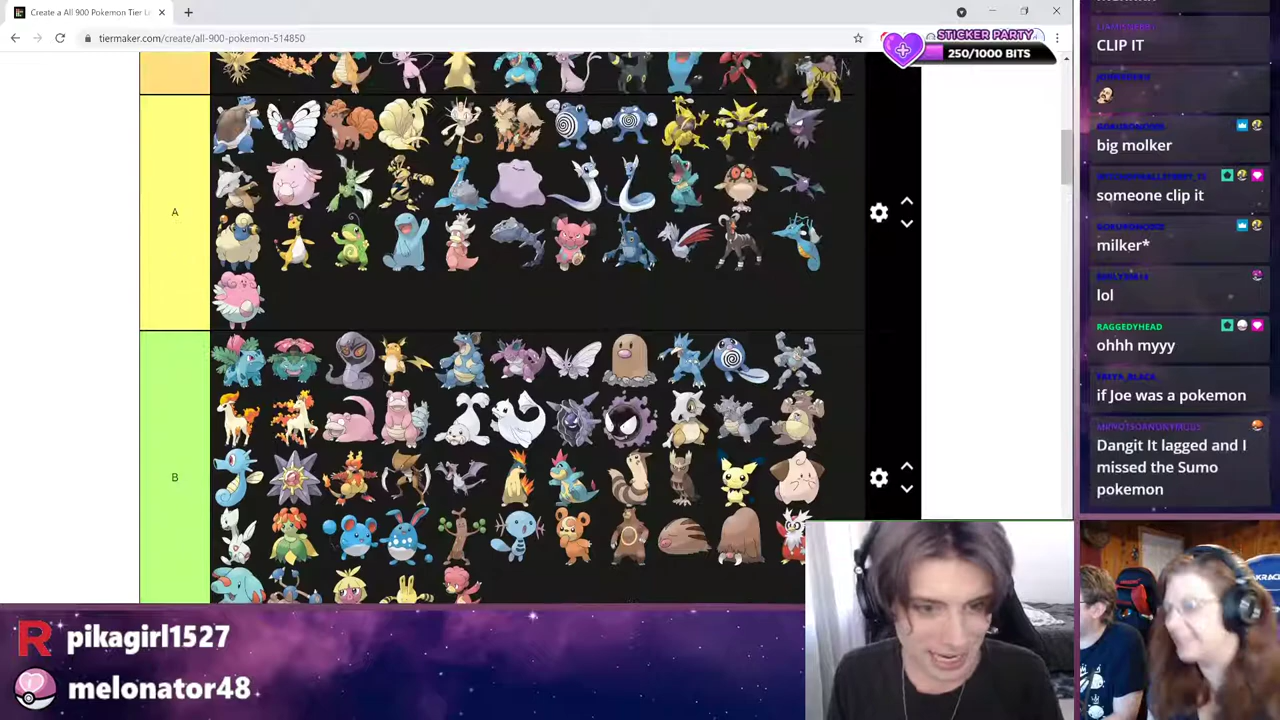 Create a All 900 Pokemon Tier Li
tiermaker.com/create/all-900-pokemon-514850
STICKER PARTY
250/1000 BITS
CLIP IT
big molker
someone clip it
milker*
lol
RAGGEDYHEAD
ohhh myyy
if Joe was a pokemon
Dangit It lagged and I
missed the Sumo
pokemon
A
B
R pikagirl1527
melonator48